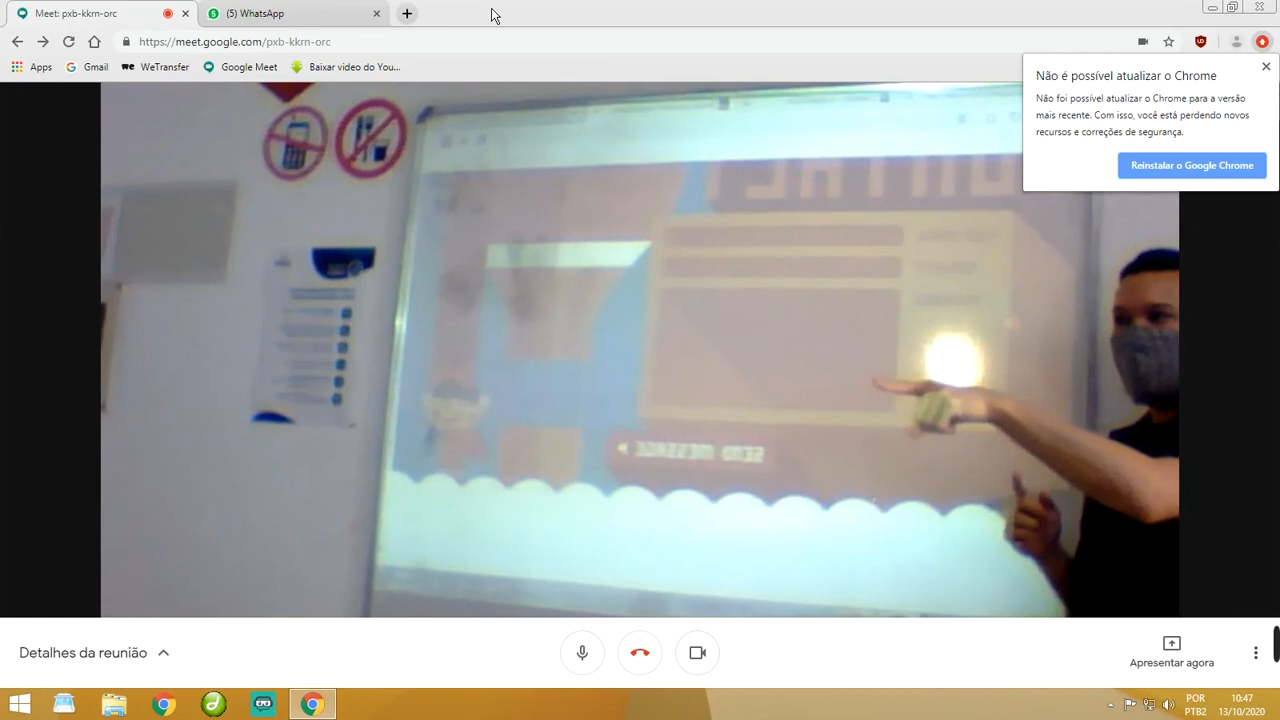 Meet: pxb-kkrn-orc
(5) WhatsApp
https://meet.google.com/pxb-kkrn-orc
Apps
Gmail
WeTransfer
Google Meet
Baixar video do You...
Não é possível atualizar o Chrome
Não foi possível atualizar o Chrome para a versão
mais recente. Com isso, você está perdendo novos
recursos e correções de segurança.
Reinstalar o Google Chrome
SEND MESSAGE
Detalhes da reunião
Apresentar agora
POR
PTB2
10:47
13/10/2020